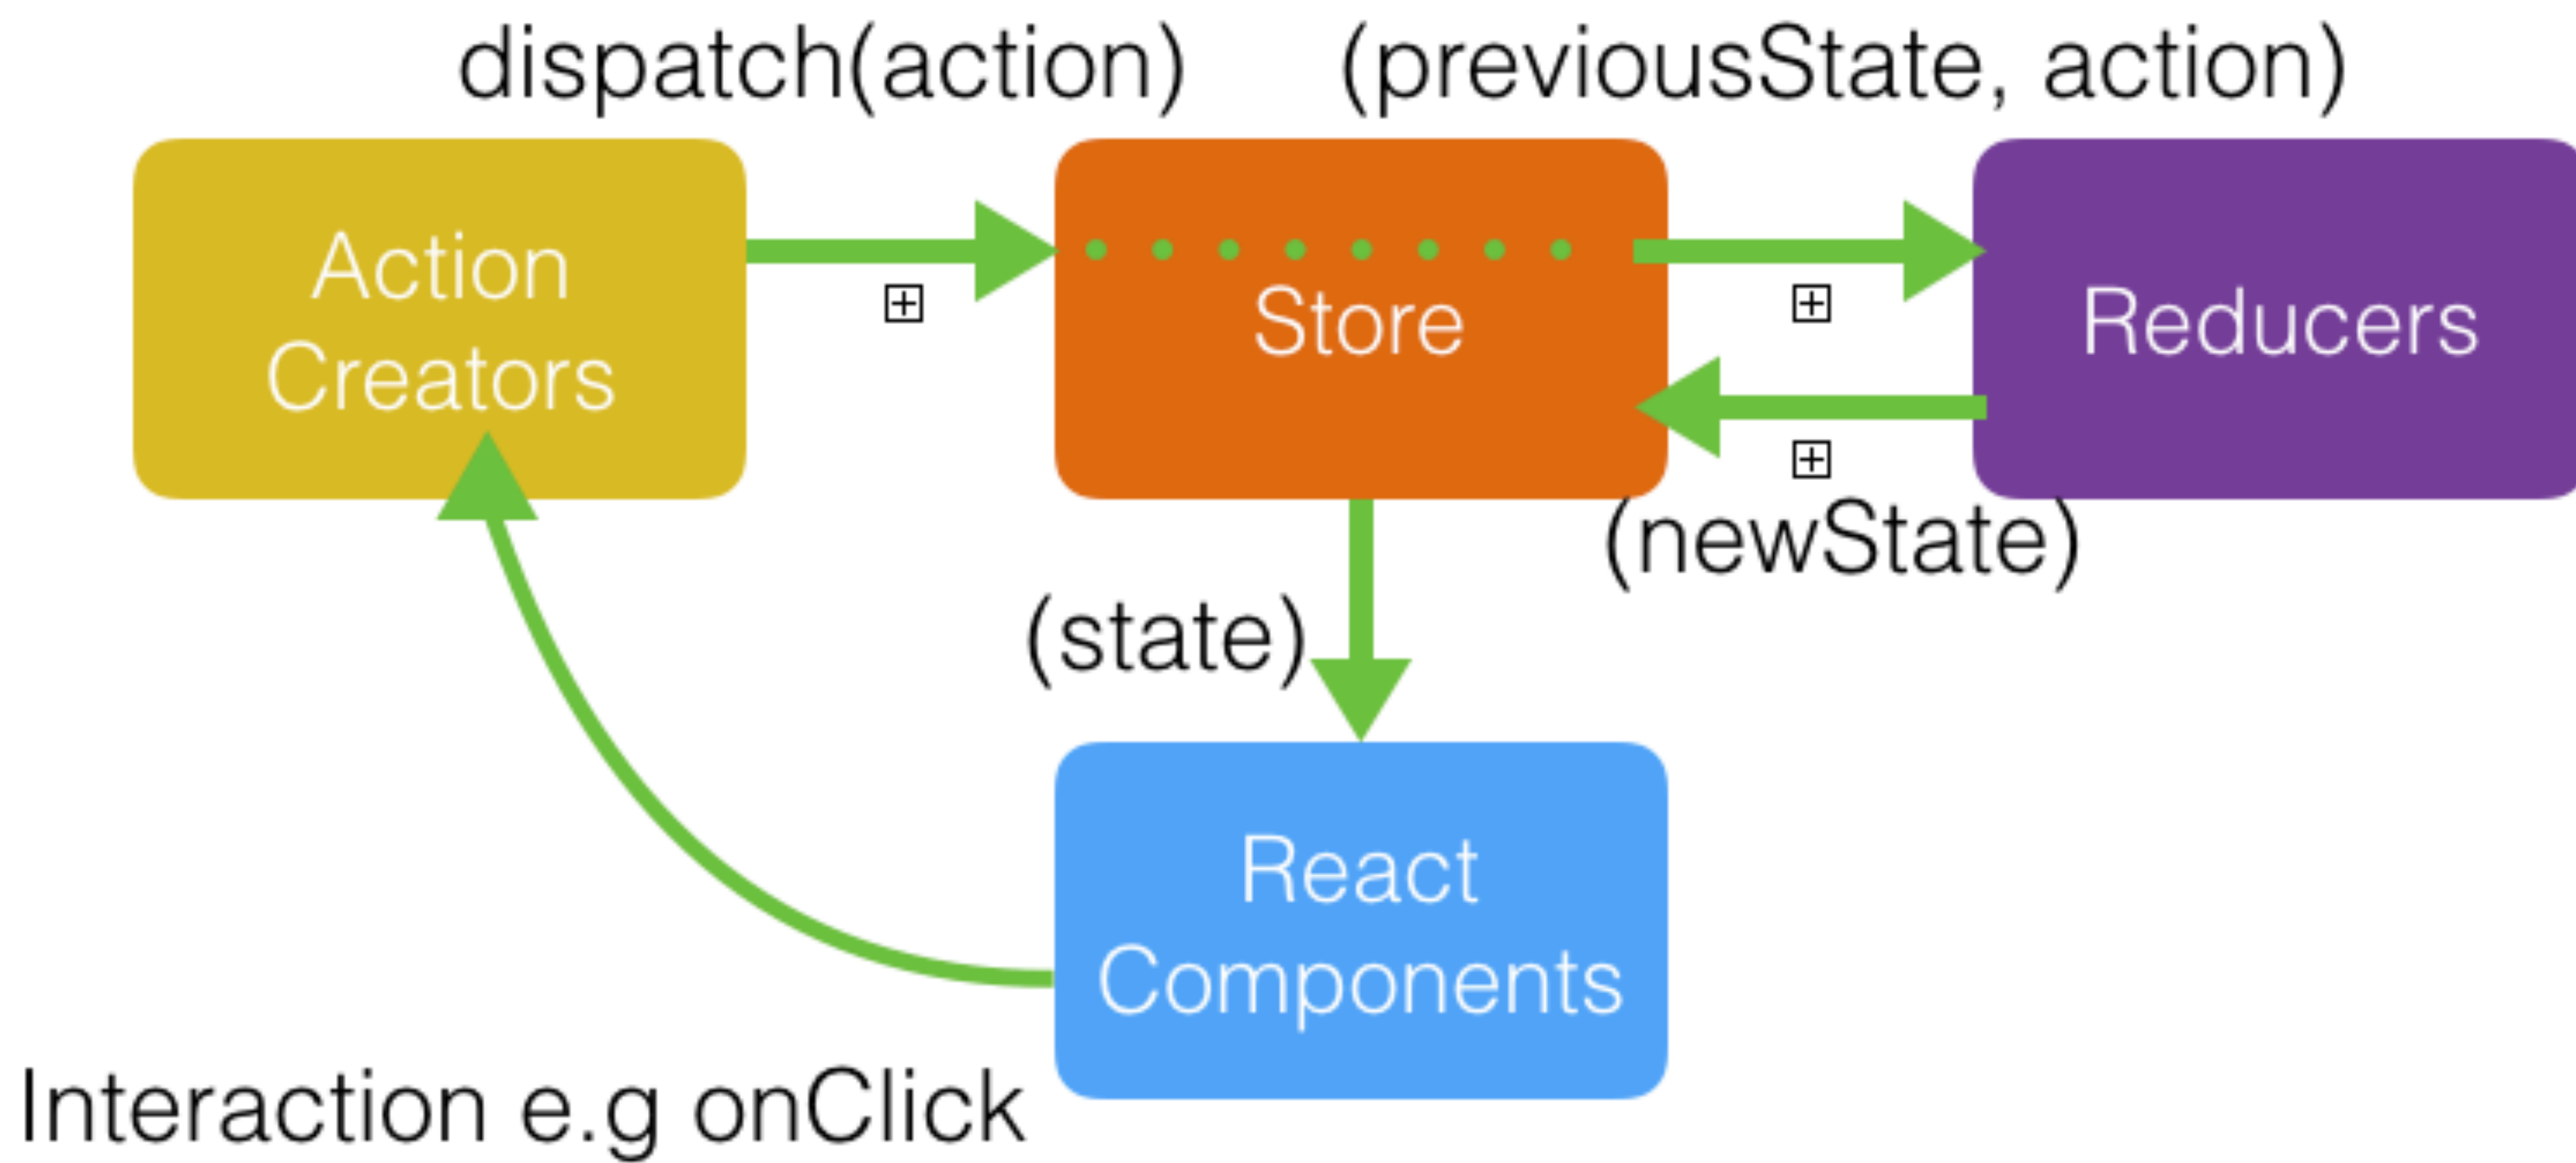 dispatch(action)
(previousState, action)
Action
Creators
Store
Reducers
(newState)
(state)
React
Components
Interaction e.g onClick